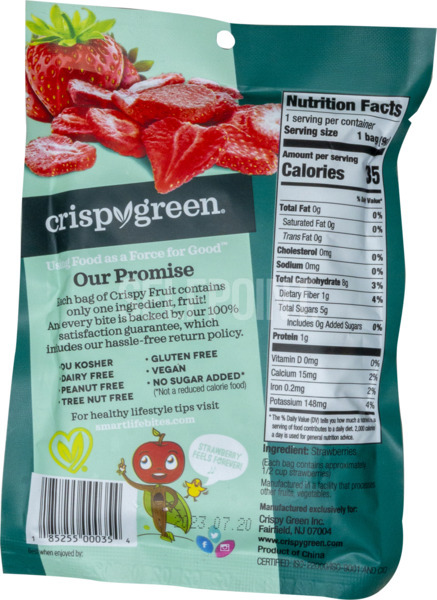 crispygreen.
Using Food as a Force for Good™
Our Promise
Each bag of Crispy Fruit contains
only one ingredient, fruit!
An every bite is backed by our 100%
satisfaction guarantee, which
inludes our hassle-free return policy.
• OU KOSHER
• DAIRY FREE
• PEANUT FREE
• TREE NUT FREE
• GLUTEN FREE
• VEGAN
• NO SUGAR ADDED*
(*Not a reduced calorie food)
For healthy lifestyle tips visit
smartlifebites.com
STRAWBERRY
FEELS FOREVER!
1 85255 00035 4
Best when enjoyed by:
2023.07.20
Nutrition Facts
1 serving per container
Serving size 1 bag
Amount per serving
Calories 35
% Daily Value*
Total Fat 0g 0%
Saturated Fat 0g 0%
Trans Fat 0g
Cholesterol 0mg 0%
Sodium 0mg 0%
Total Carbohydrate 8g 3%
Dietary Fiber 1g 4%
Total Sugars 5g
Includes 0g Added Sugars 0%
Protein 1g
Vitamin D 0mg 0%
Calcium 15mg 2%
Iron 0.2mg 2%
Potassium 148mg 4%
* The % Daily Value (DV) tells you how much a nutrient in a
serving of food contributes to a daily diet. 2,000 calories
a day is used for general nutrition advice.
Ingredient: Strawberries.
(Each bag contains approximately
1/2 cup strawberries)
Manufactured in a facility that processes
other fruits, vegetables.
Manufactured exclusively for:
Crispy Green Inc.
Fairfield, NJ 07004
www.crispygreen.com
Product of China
CERTIFIED: